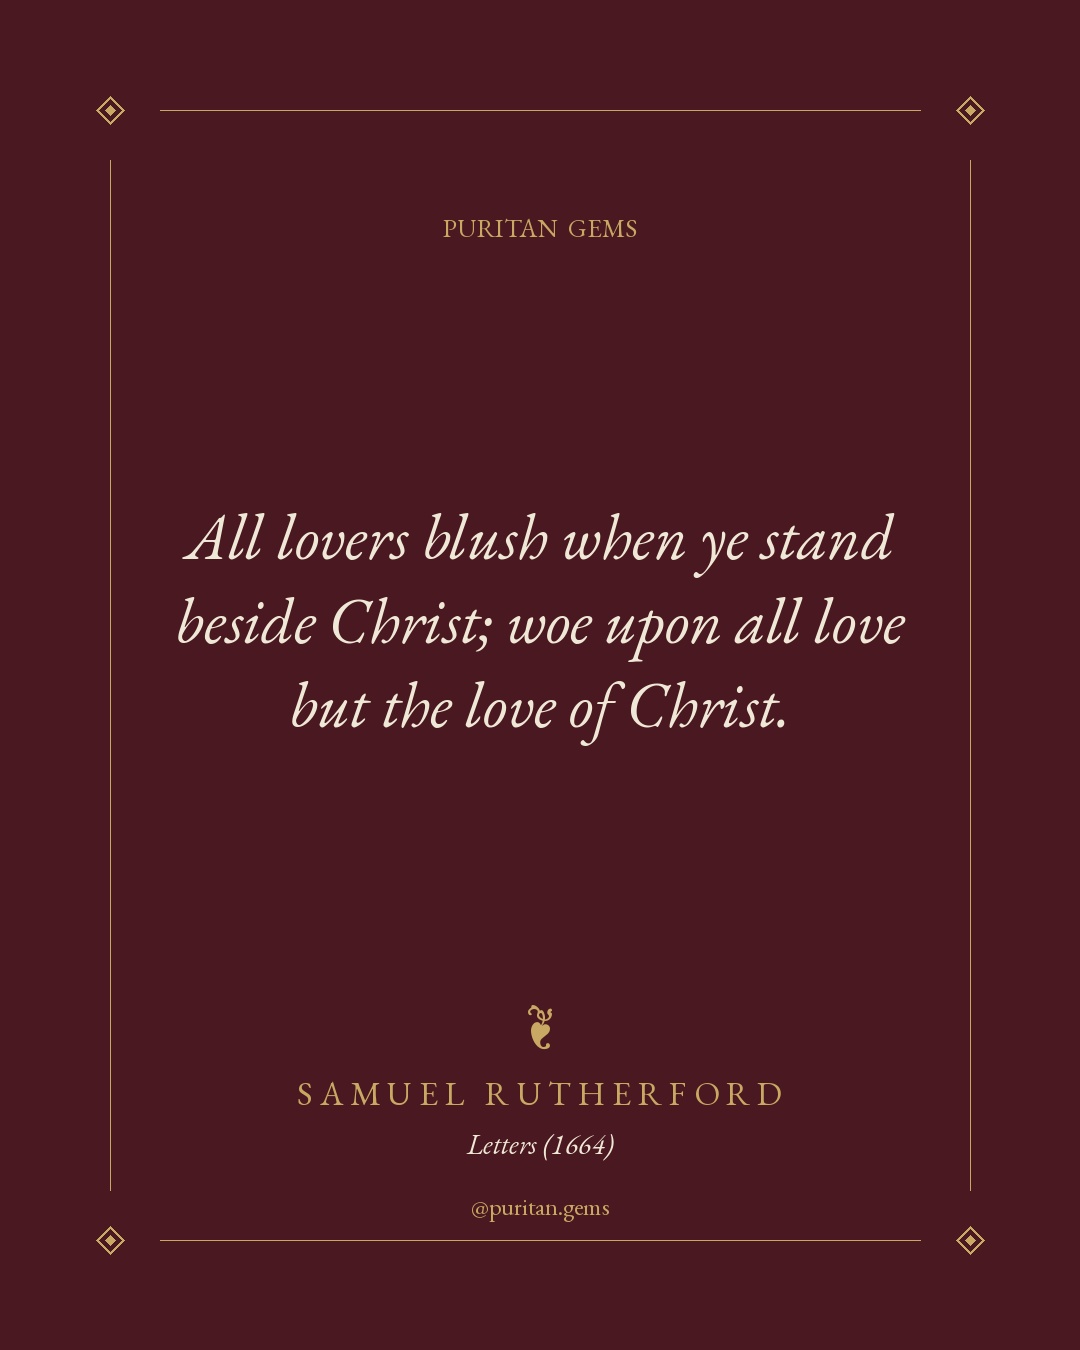 PURITAN GEMS
All lovers blush when ye stand
beside Christ; woe upon all love
but the love of Christ.
SAMUEL RUTHERFORD
Letters (1664)
@puritan.gems